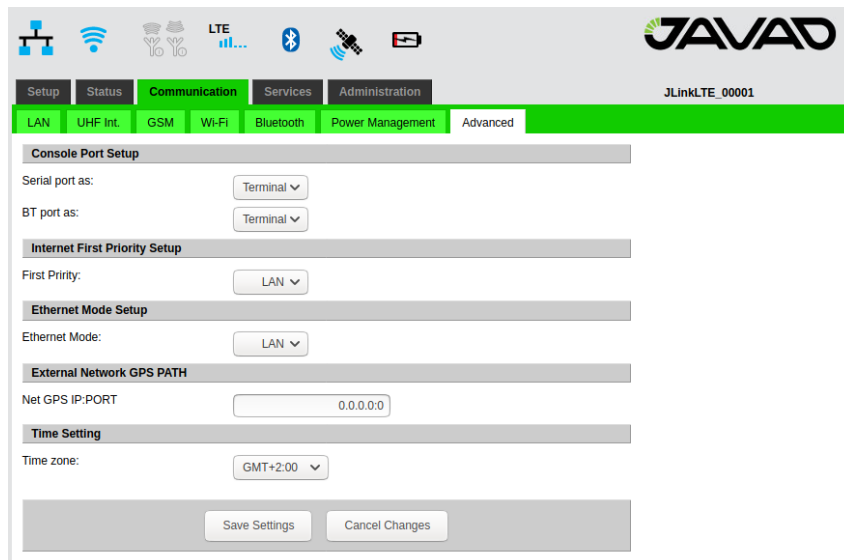 LTE
JAVAD
Setup Status Communication Services Administration
JLinkLTE_00001
LAN UHF Int. GSM Wi-Fi Bluetooth Power Management Advanced
Console Port Setup
Serial port as: Terminal
BT port as: Terminal
Internet First Priority Setup
First Pririty: LAN
Ethernet Mode Setup
Ethernet Mode: LAN
External Network GPS PATH
Net GPS IP:PORT 0.0.0.0:0
Time Setting
Time zone: GMT+2:00
Save Settings Cancel Changes